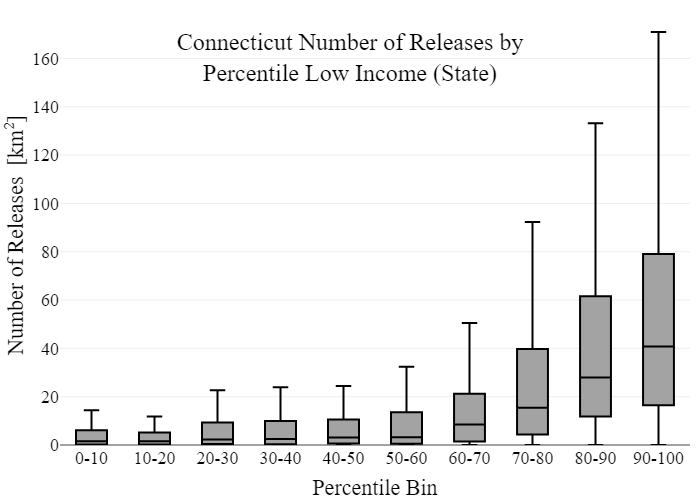 Connecticut Number of Releases by
Percentile Low Income (State)
Number of Releases [km²]
160
140
120
100
80
60
40
20
0
0-10 10-20 20-30 30-40 40-50 50-60 60-70 70-80 80-90 90-100
Percentile Bin